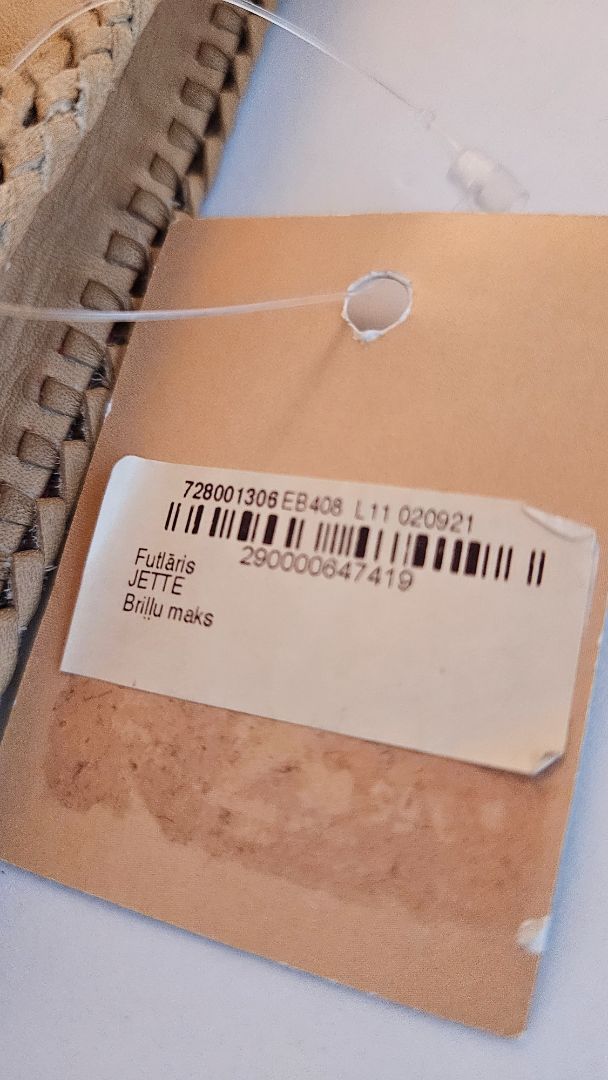 728001306 EB408 L11 020921
290000647419
Futlāris
JETTE
Briļļu maks